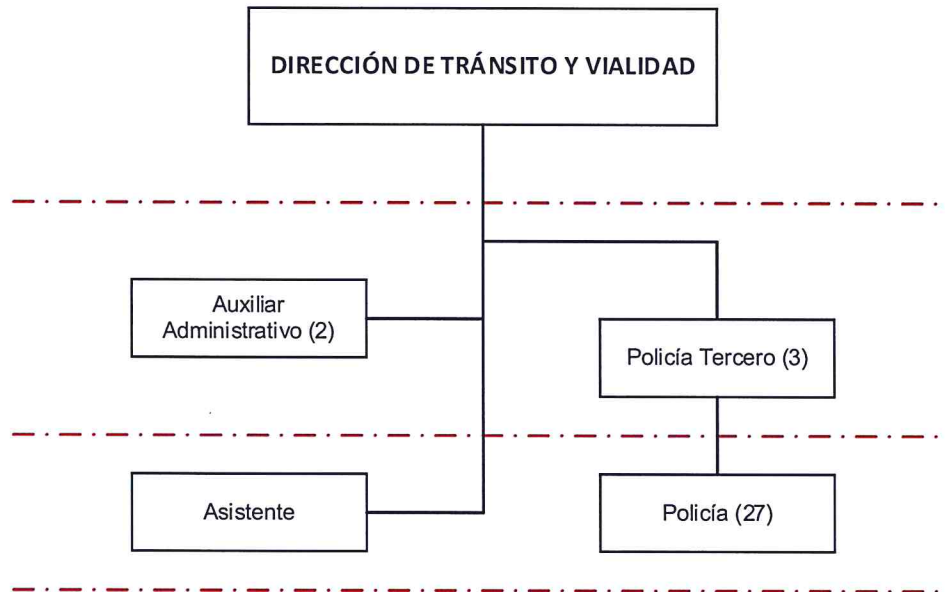 DIRECCIÓN DE TRÁNSITO Y VIALIDAD
Auxiliar
Administrativo (2)
Policía Tercero (3)
Asistente
Policía (27)